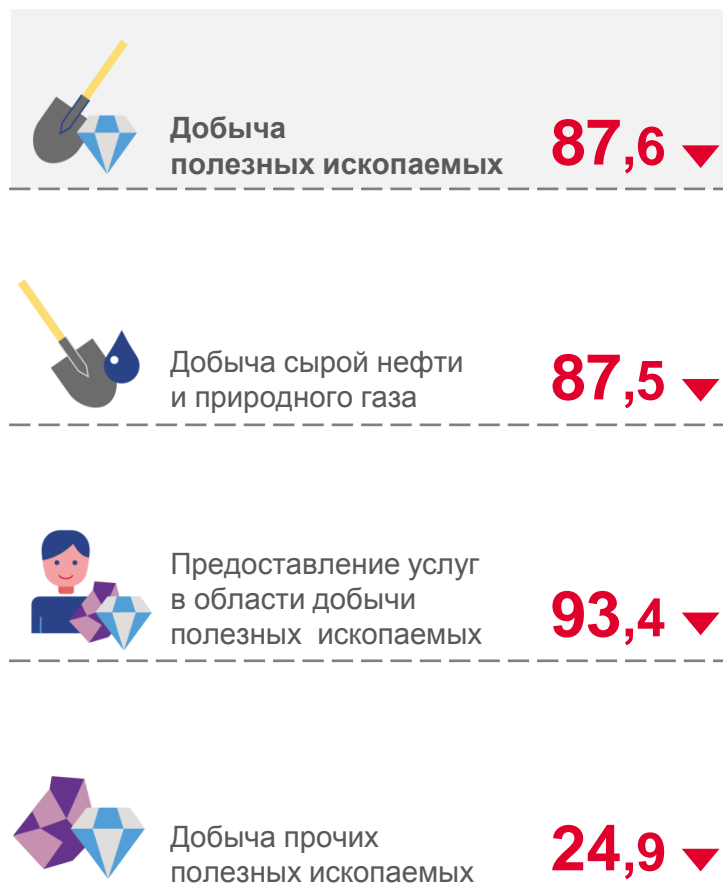 Добыча
полезных ископаемых
87,6
Добыча сырой нефти
и природного газа
87,5
Предоставление услуг
в области добычи
полезных ископаемых
93,4
Добыча прочих
полезных ископаемых
24,9